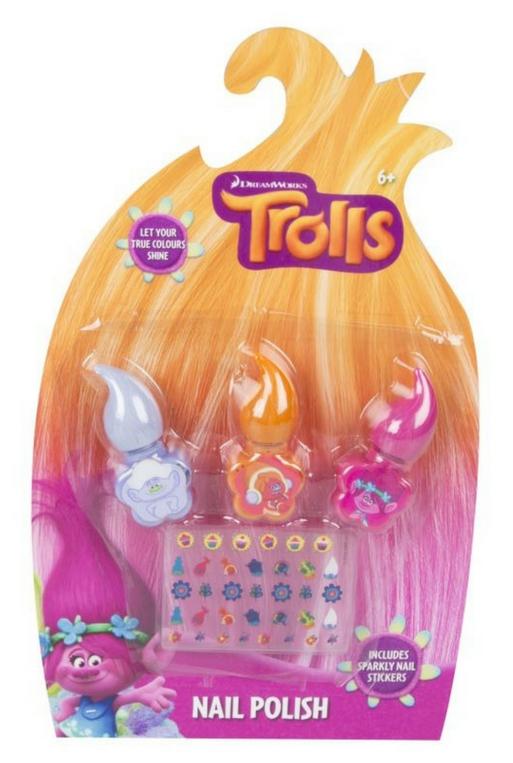 DREAMWORKS
6+
Trolls
LET YOUR
TRUE COLOURS
SHINE
INCLUDES
SPARKLY NAIL
STICKERS
NAIL POLISH